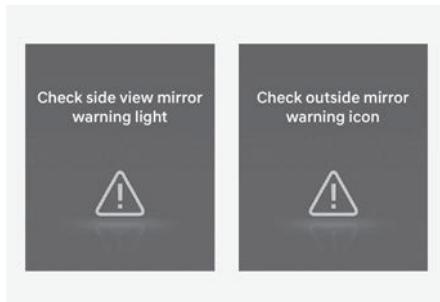 Check side view mirror
warning light
Check outside mirror
warning icon